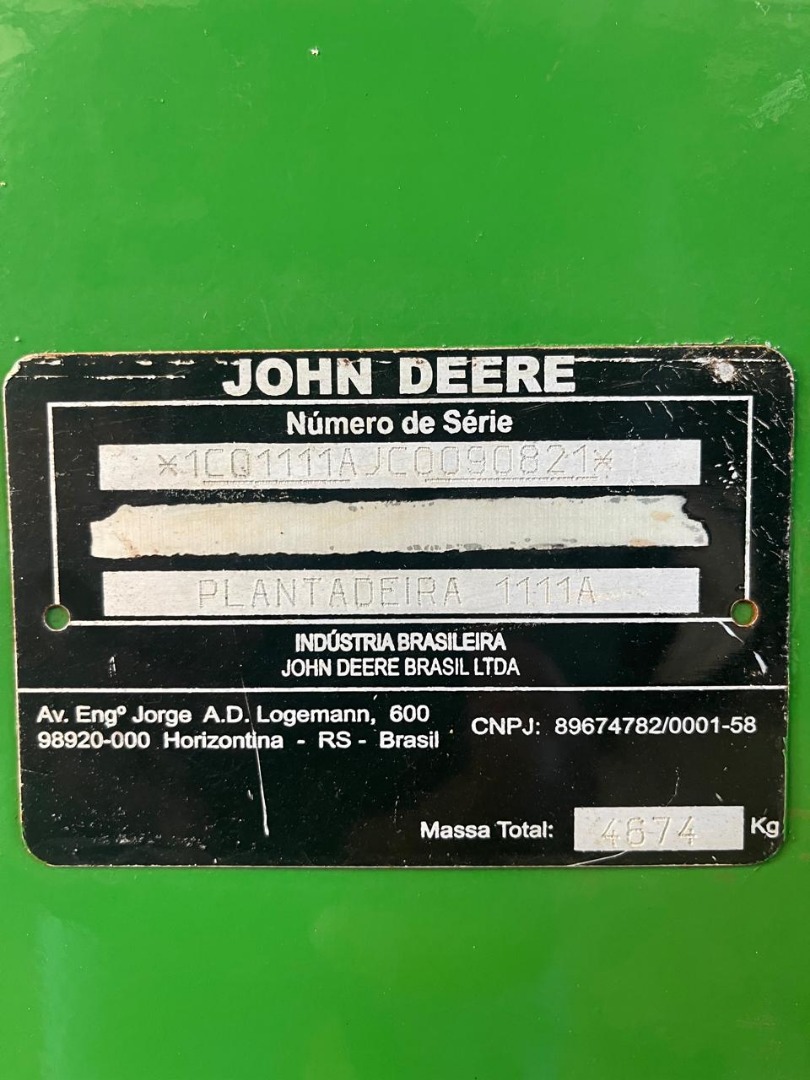 JOHN DEERE
Número de Série
*1CQ1111AJC0090821*
PLANTADEIRA 1111A
INDÚSTRIA BRASILEIRA
JOHN DEERE BRASIL LTDA
Av. Engº Jorge A.D. Logemann, 600
98920-000 Horizontina - RS - Brasil
CNPJ: 89674782/0001-58
Massa Total: 4674 Kg